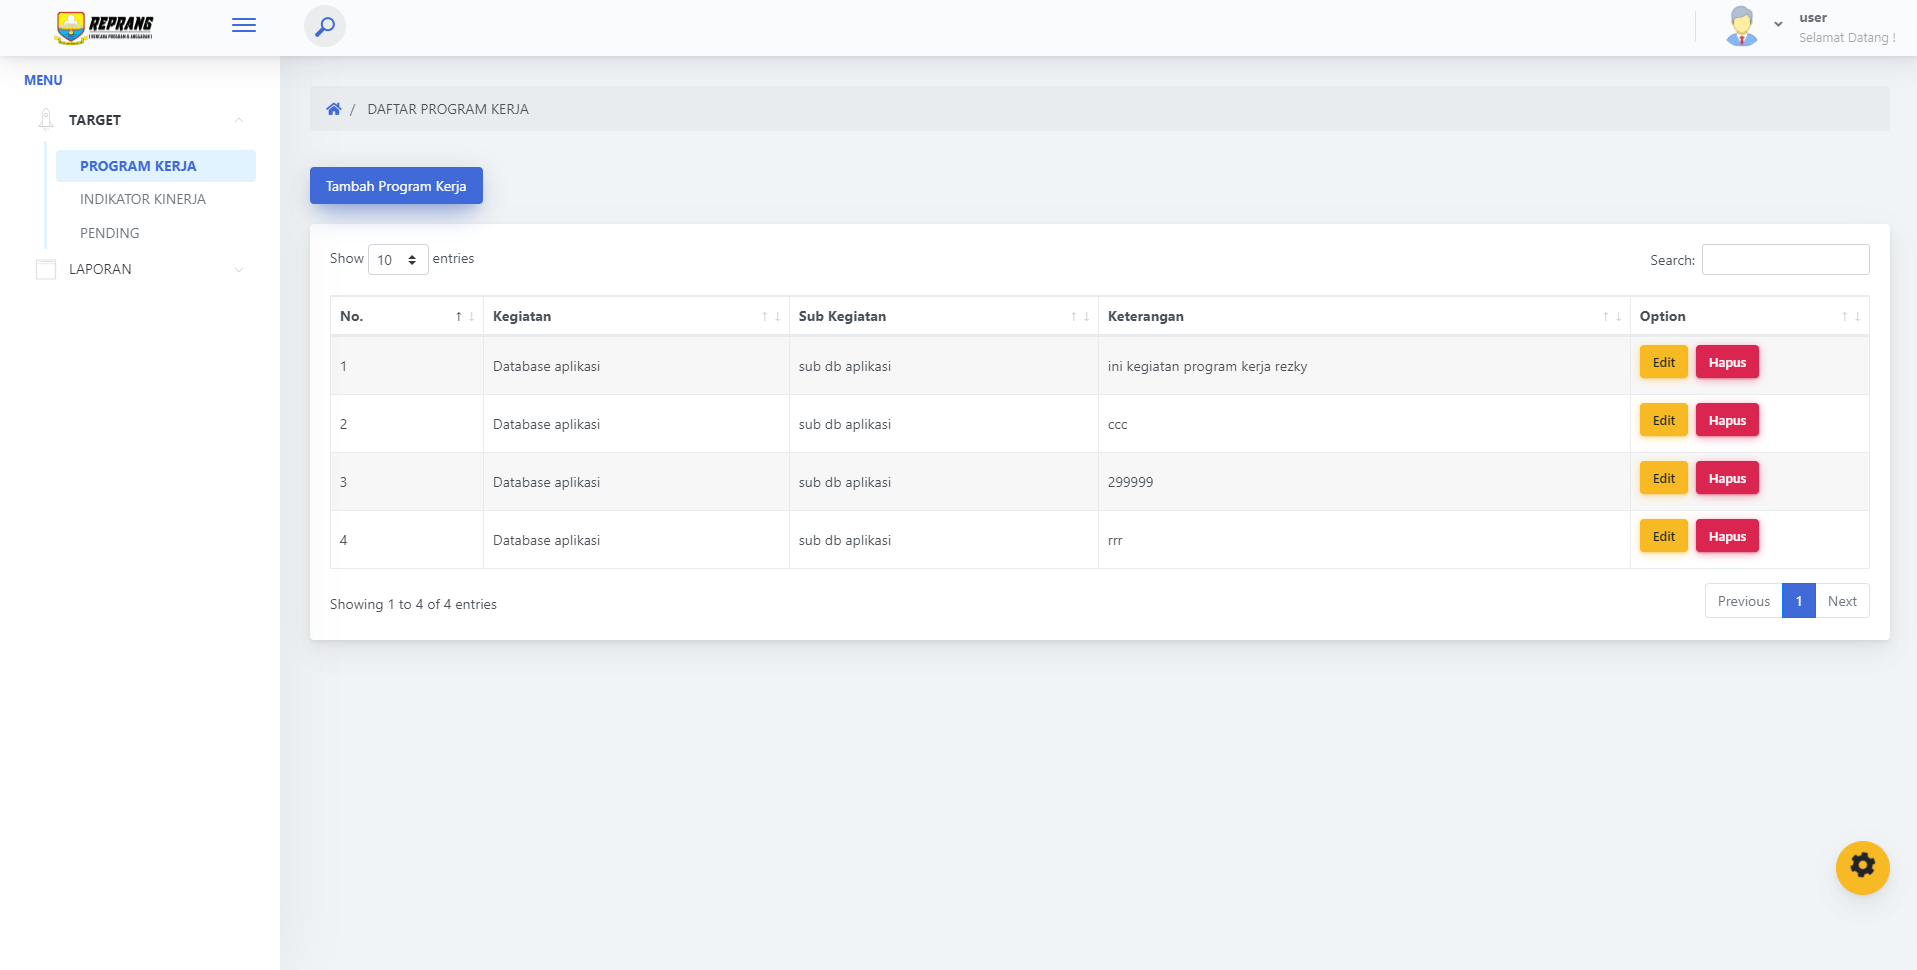 REPRANG
( RENCANA PROGRAM & ANGGARAN )
user
Selamat Datang !
MENU
TARGET
PROGRAM KERJA
INDIKATOR KINERJA
PENDING
LAPORAN
/ DAFTAR PROGRAM KERJA
Tambah Program Kerja
Show 10 entries
Search:
No. ↑↓ Kegiatan ↑↓ Sub Kegiatan ↑↓ Keterangan ↑↓ Option ↑↓
1 Database aplikasi sub db aplikasi ini kegiatan program kerja rezky Edit Hapus
2 Database aplikasi sub db aplikasi ccc Edit Hapus
3 Database aplikasi sub db aplikasi 299999 Edit Hapus
4 Database aplikasi sub db aplikasi rrr Edit Hapus
Showing 1 to 4 of 4 entries
Previous 1 Next